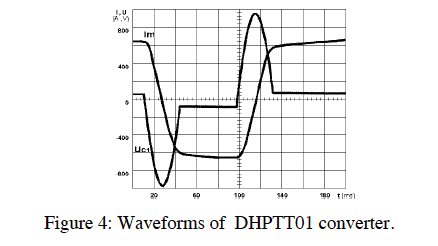 I, U
[A, V]
Im
800
400
0
-400
Uc1
-800
20 60 100 140 180 t (ms)
Figure 4: Waveforms of DHPTT01 converter.